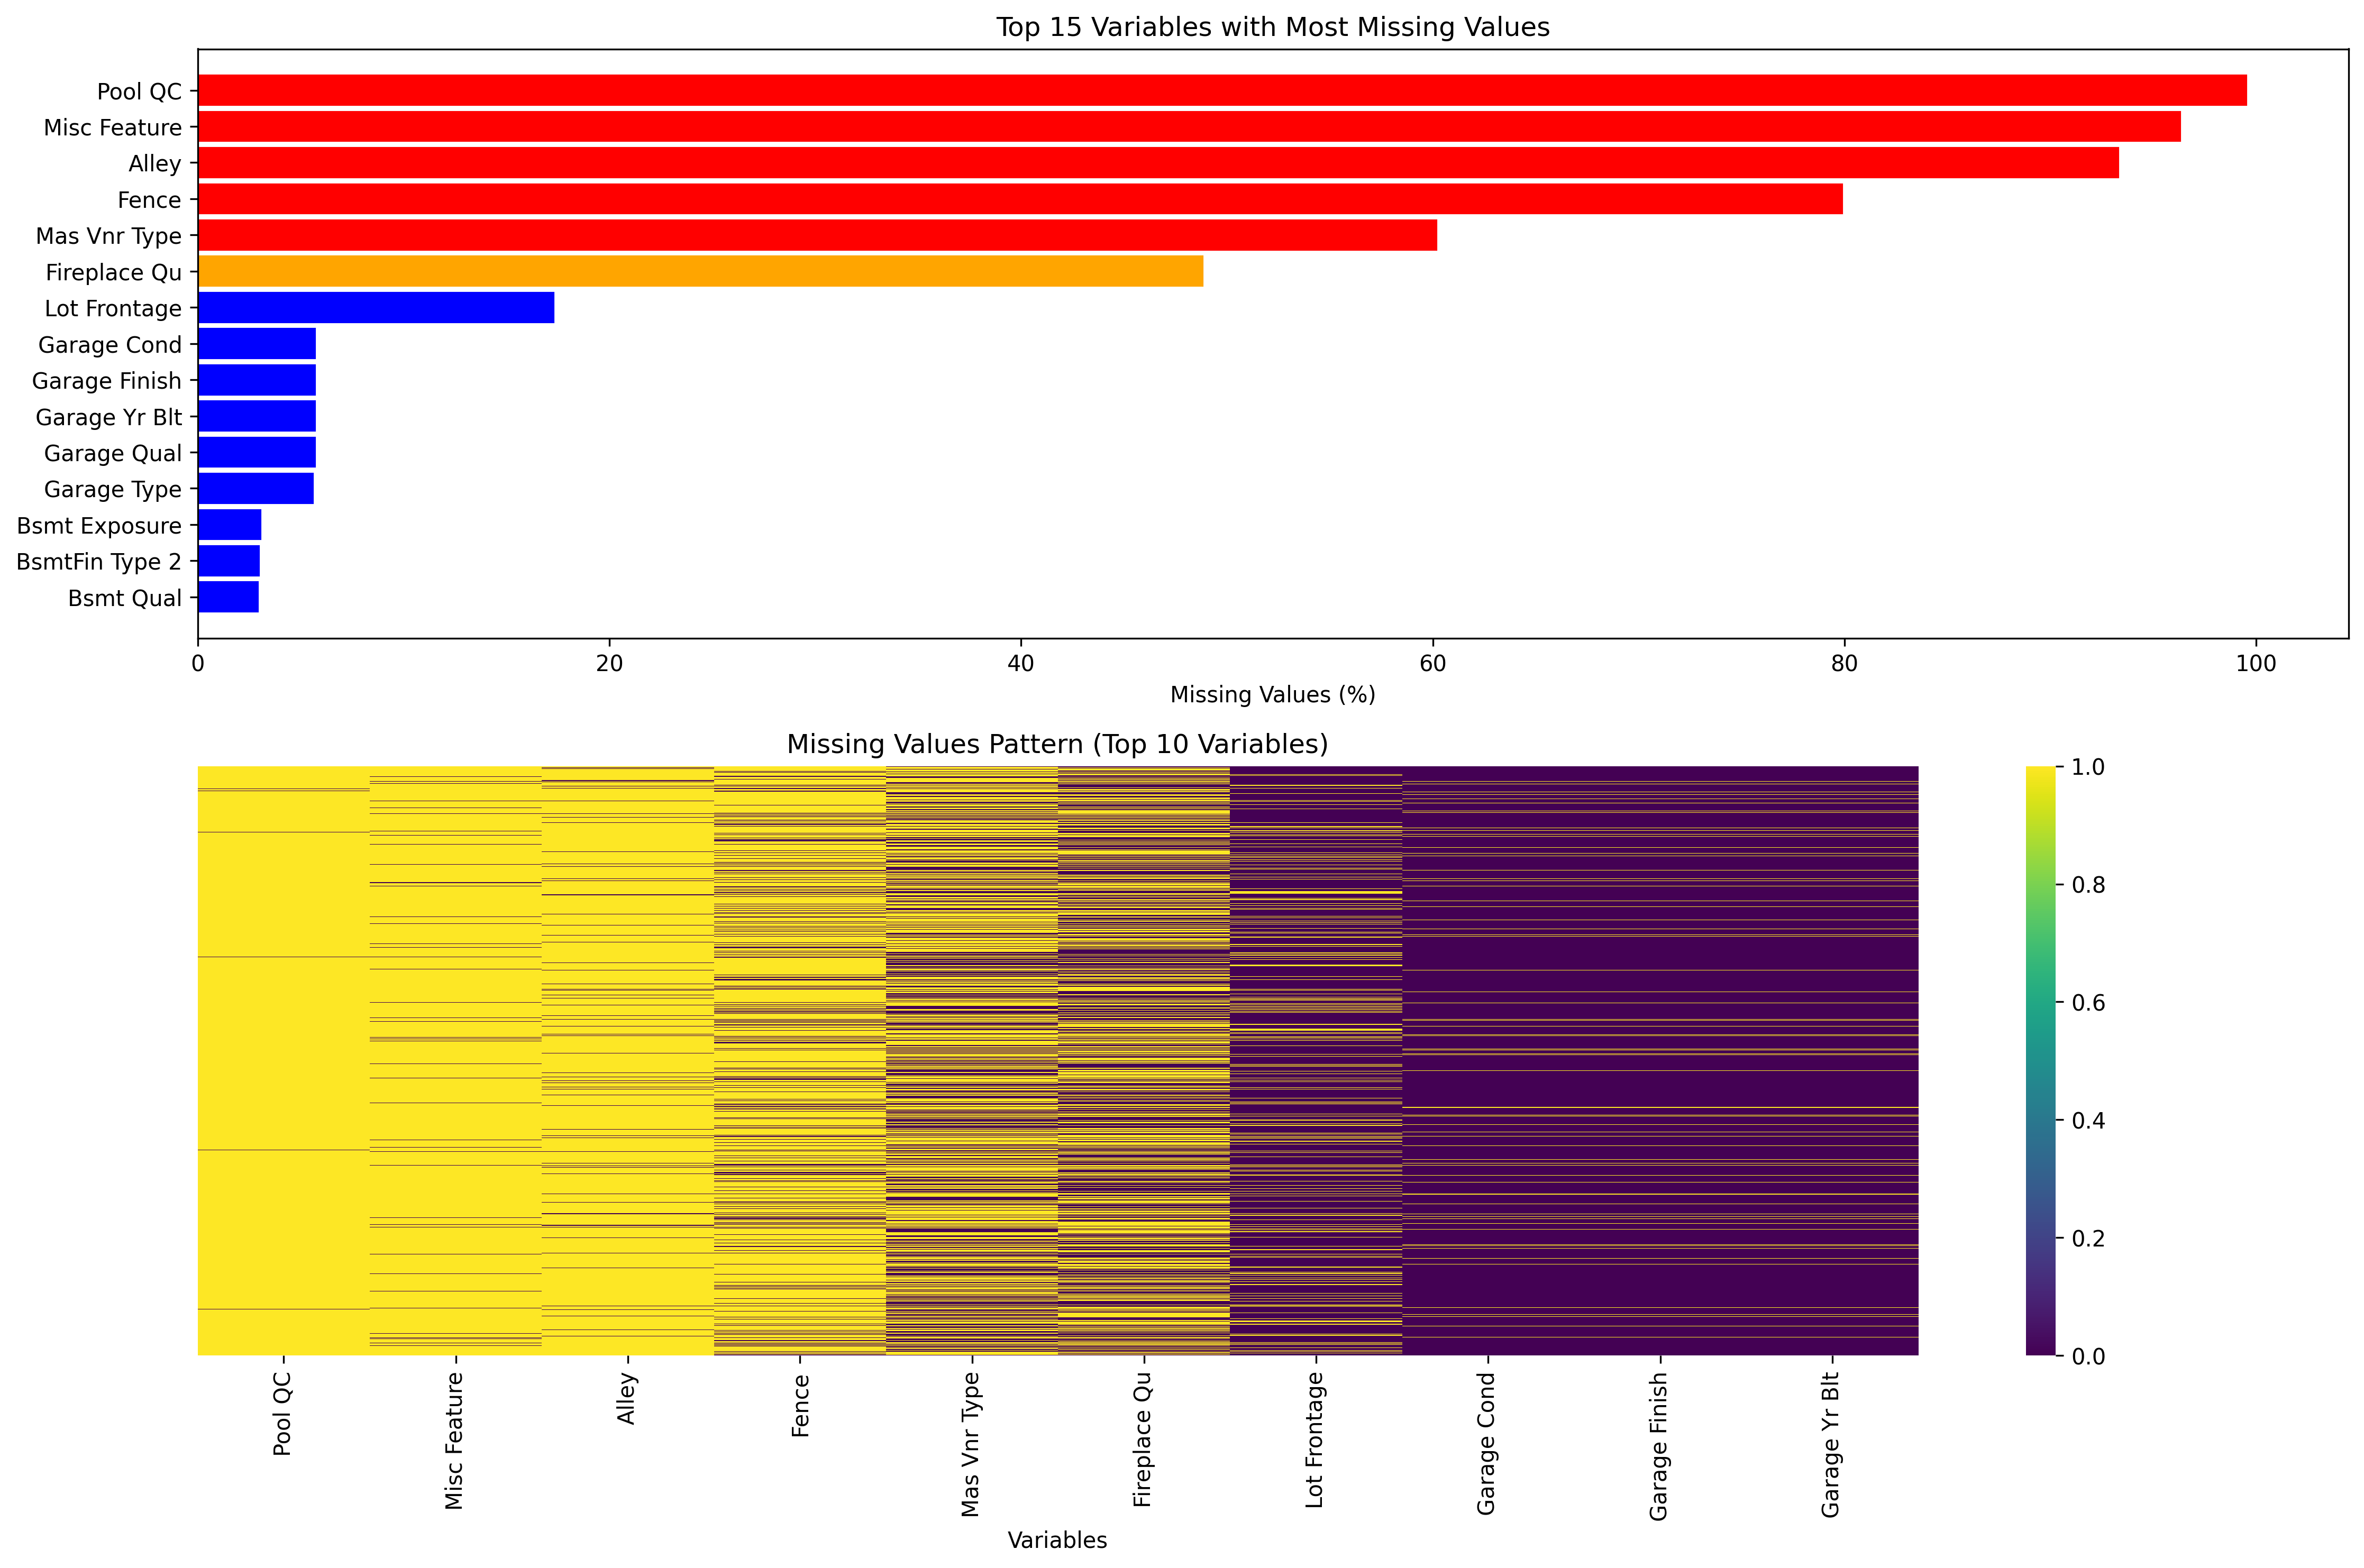 Top 15 Variables with Most Missing Values
Pool QC
Misc Feature
Alley
Fence
Mas Vnr Type
Fireplace Qu
Lot Frontage
Garage Cond
Garage Finish
Garage Yr Blt
Garage Qual
Garage Type
Bsmt Exposure
BsmtFin Type 2
Bsmt Qual
0 20 40 60 80 100
Missing Values (%)
Missing Values Pattern (Top 10 Variables)
1.0
0.8
0.6
0.4
0.2
0.0
Pool QC
Misc Feature
Alley
Fence
Mas Vnr Type
Fireplace Qu
Lot Frontage
Garage Cond
Garage Finish
Garage Yr Blt
Variables